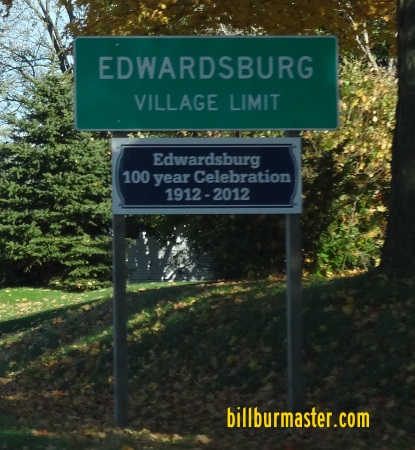 EDWARDSBURG
VILLAGE LIMIT
Edwardsburg
100 year Celebration
1912 - 2012
billburmaster.com